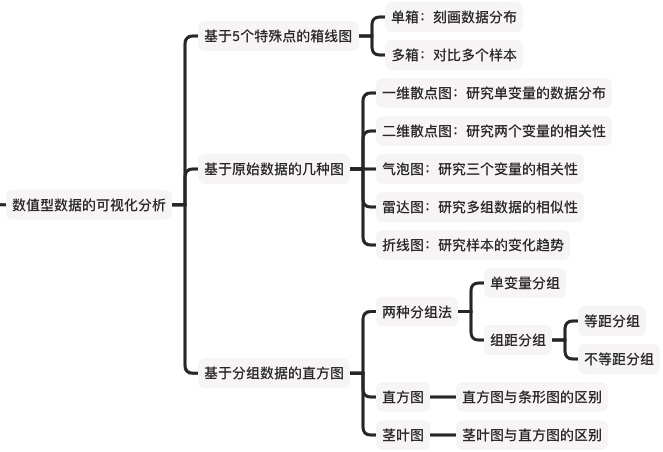 数值型数据的可视化分析
基于5个特殊点的箱线图
单箱：刻画数据分布
多箱：对比多个样本
基于原始数据的几种图
一维散点图：研究单变量的数据分布
二维散点图：研究两个变量的相关性
气泡图：研究三个变量的相关性
雷达图：研究多组数据的相似性
折线图：研究样本的变化趋势
基于分组数据的直方图
两种分组法
单变量分组
组距分组
等距分组
不等距分组
直方图
直方图与条形图的区别
茎叶图
茎叶图与直方图的区别